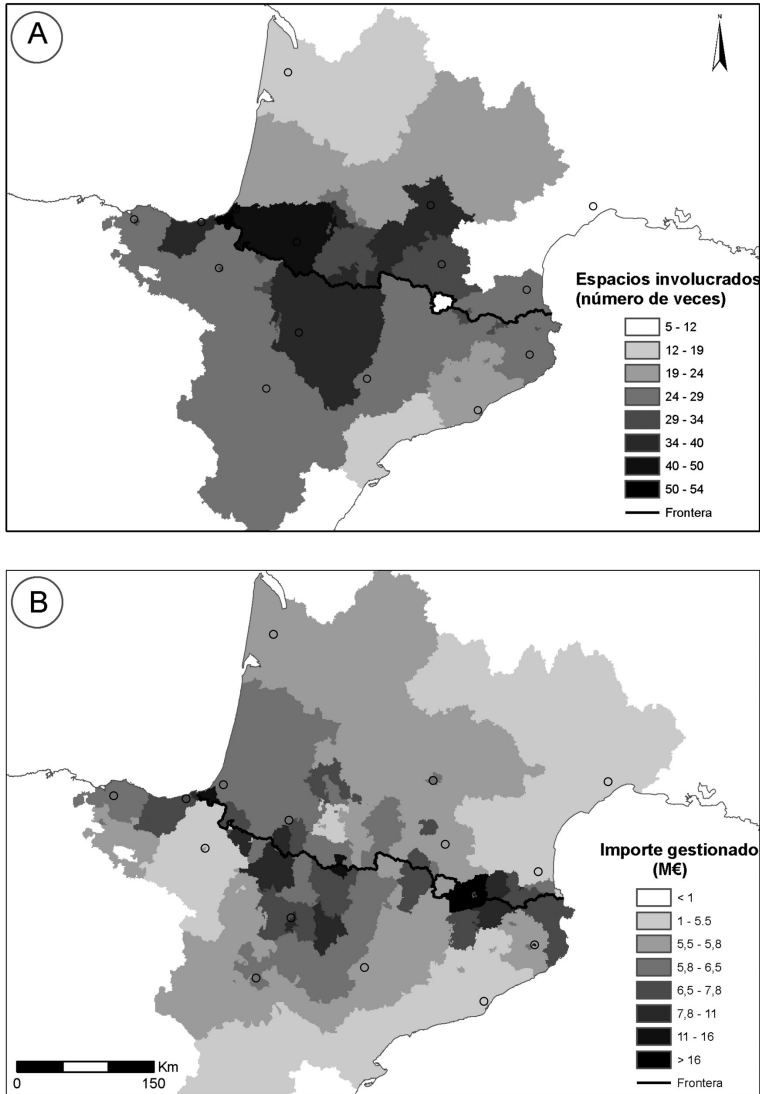 A
N
Espacios involucrados
(número de veces)
5 - 12
12 - 19
19 - 24
24 - 29
29 - 34
34 - 40
40 - 50
50 - 54
Frontera
B
Importe gestionado
(M€)
< 1
1 - 5.5
5,5 - 5,8
5,8 - 6,5
6,5 - 7,8
7,8 - 11
11 - 16
> 16
Frontera
Km
0 150